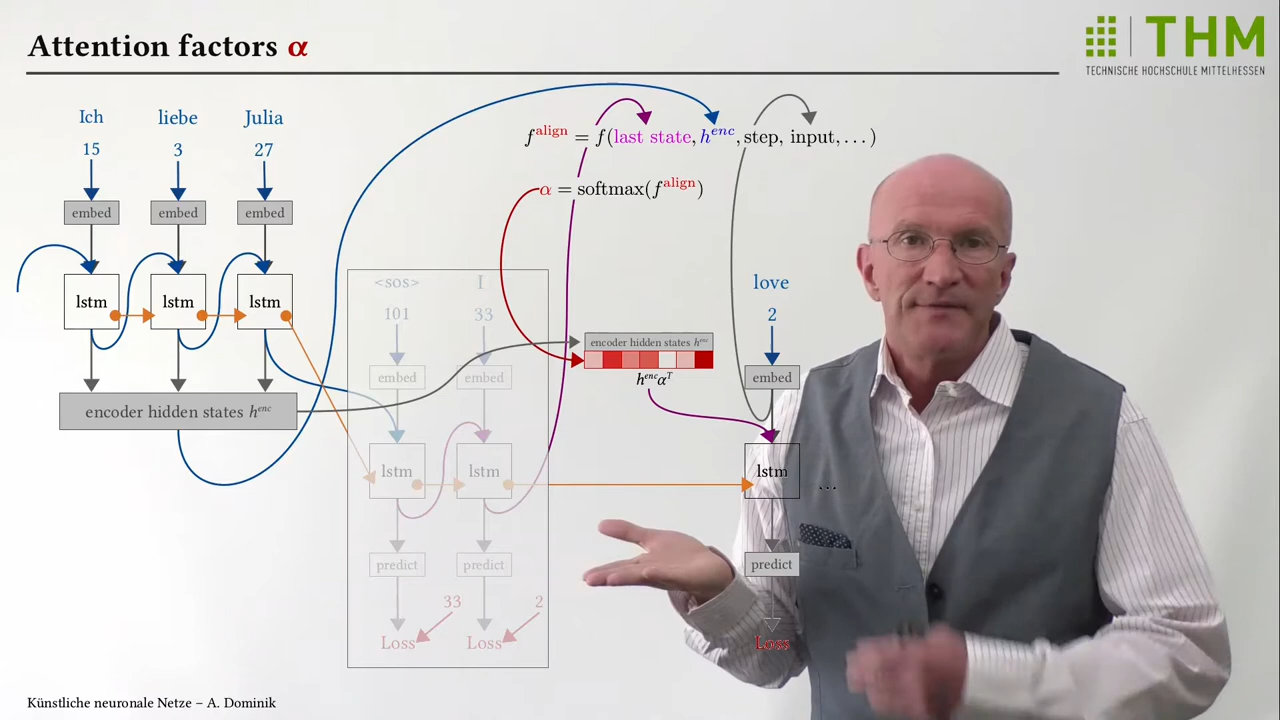 Attention factors α
THM
TECHNISCHE HOCHSCHULE MITTELHESSEN
Ich liebe Julia
15 3 27
embed embed embed
lstm lstm lstm
encoder hidden states h^enc
f^align = f(last state, h^enc, step, input, . . . )
α = softmax(f^align)
<sos> I
101 33
embed embed
lstm lstm
predict predict
33 2
Loss Loss
encoder hidden states h^enc
h^enc α^T
love
2
embed
lstm
...
predict
Loss
Künstliche neuronale Netze – A. Dominik